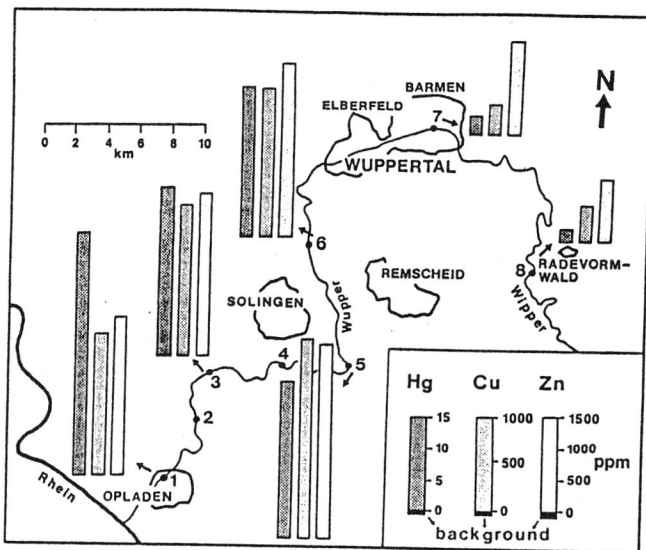 BARMEN
ELBERFELD
7
N
0 2 4 6 8 10
km
WUPPERTAL
6
RADEVORM-
WALD
8
REMSCHEID
SOLINGEN
Wupper
Wipper
4
5
3
2
1
OPLADEN
Rhein
Hg Cu Zn
15 1000 1500
10 1000
500 ppm
5 500
0 0 0
background